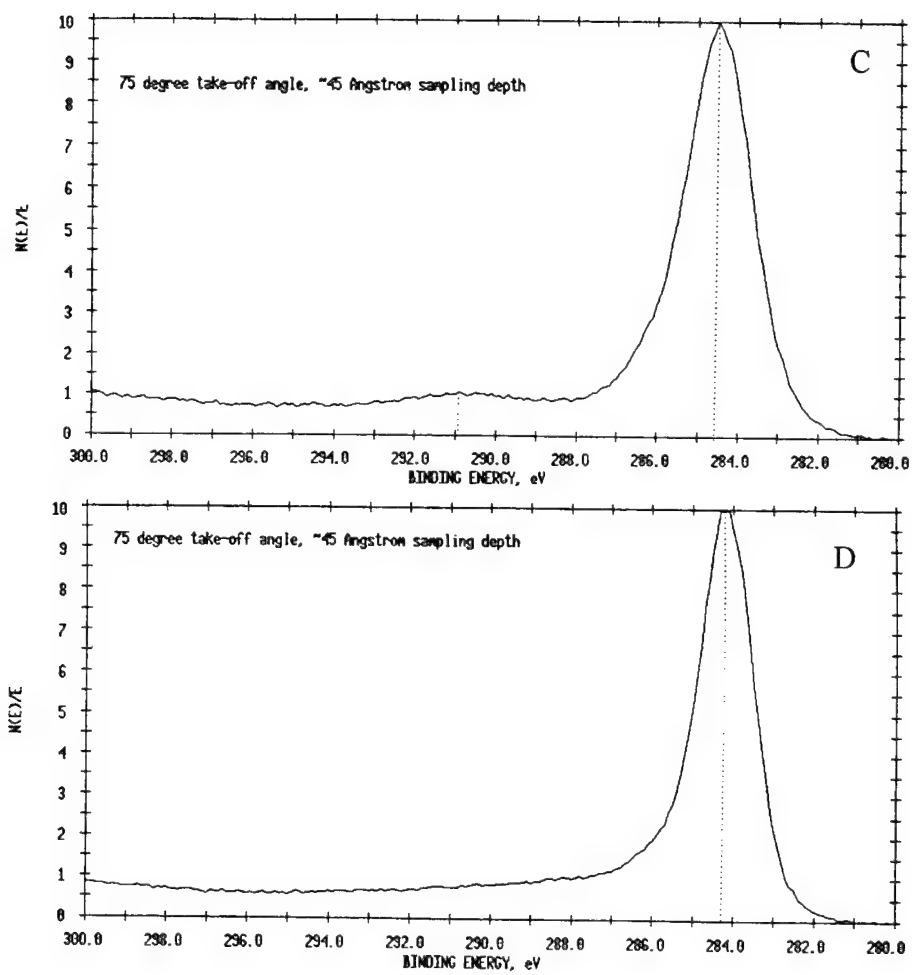 10
C
75 degree take-off angle, ~45 Angstrom sampling depth
9
8
7
6
N(E)/E
5
4
3
2
1
0
300.0 298.0 296.0 294.0 292.0 290.0 288.0 286.0 284.0 282.0 280.0
BINDING ENERGY, eV
10
75 degree take-off angle, ~45 Angstrom sampling depth
D
9
8
7
6
N(E)/E
5
4
3
2
1
0
300.0 298.0 296.0 294.0 292.0 290.0 288.0 286.0 284.0 282.0 280.0
BINDING ENERGY, eV